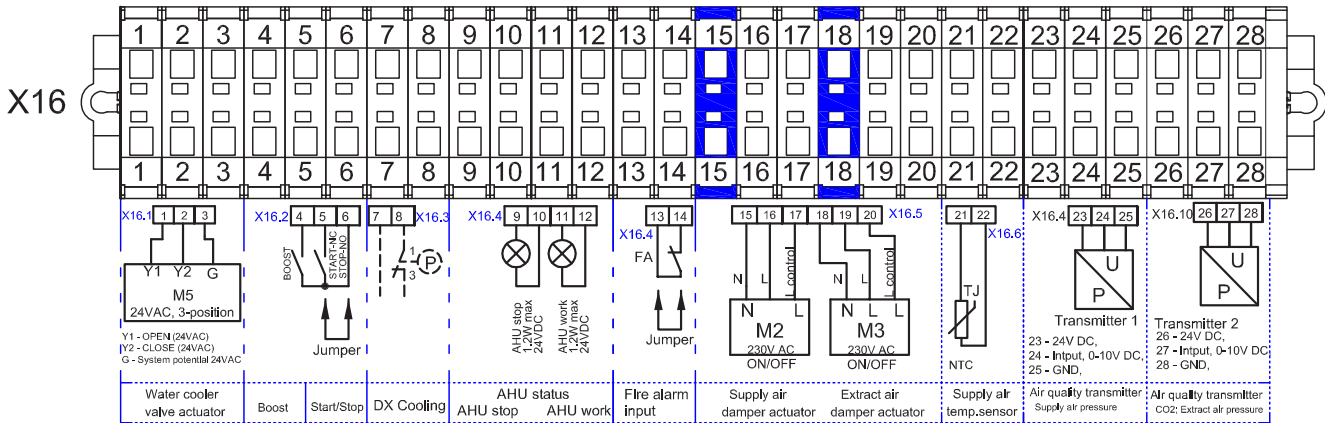 1 2 3 4 5 6 7 8 9 10 11 12 13 14 15 16 17 18 19 20 21 22 23 24 25 26 27 28
X16
1 2 3 4 5 6 7 8 9 10 11 12 13 14 15 16 17 18 19 20 21 22 23 24 25 26 27 28
X16.1 1 2 3
Y1 Y2 G
M5
24VAC, 3-position
Y1 - OPEN (24VAC)
Y2 - CLOSE (24VAC)
G - System potential 24VAC
Water cooler
valve actuator
X16.2 4 5 6
BOOST
START-NC
STOP-NO
Jumper
Boost
Start/Stop
7 8 X16.3
1
P
3
DX Cooling
X16.4 9 10 11 12
AHU stop
1.2W max
24VDC
AHU work
1.2W max
24VDC
AHU status
AHU stop AHU work
13 14
X16.4
FA
Jumper
FIre alarm
input
15 16 17 18 19 20 X16.5
N L L control N L L control
N L
M2
230V AC
ON/OFF
N L
M3
230V AC
ON/OFF
Supply air
damper actuator
Extract air
damper actuator
21 22
X16.6
TJ
NTC
Supply aIr
temp.sensor
X16.4 23 24 25
U
P
Transmitter 1
23 - 24V DC,
24 - Intput, 0-10V DC
25 - GND,
Air quality transmitter
Supply aIr pressure
X16.10 26 27 28
U
P
Transmitter 2
26 - 24V DC,
27 - Intput, 0-10V DC
28 - GND,
Air quality transmitter
CO2; Extract aIr pressure